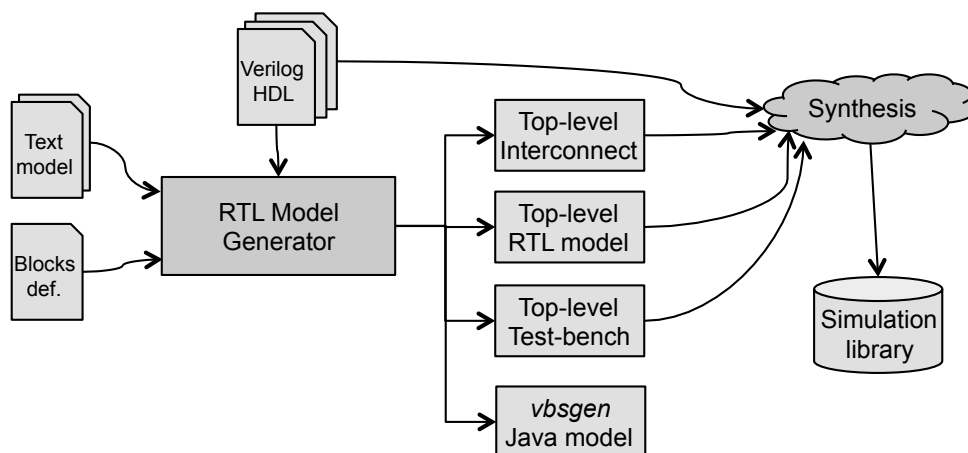 Verilog
HDL
Text
model
Blocks
def.
RTL Model
Generator
Top-level
Interconnect
Top-level
RTL model
Top-level
Test-bench
vbsgen
Java model
Synthesis
Simulation
library